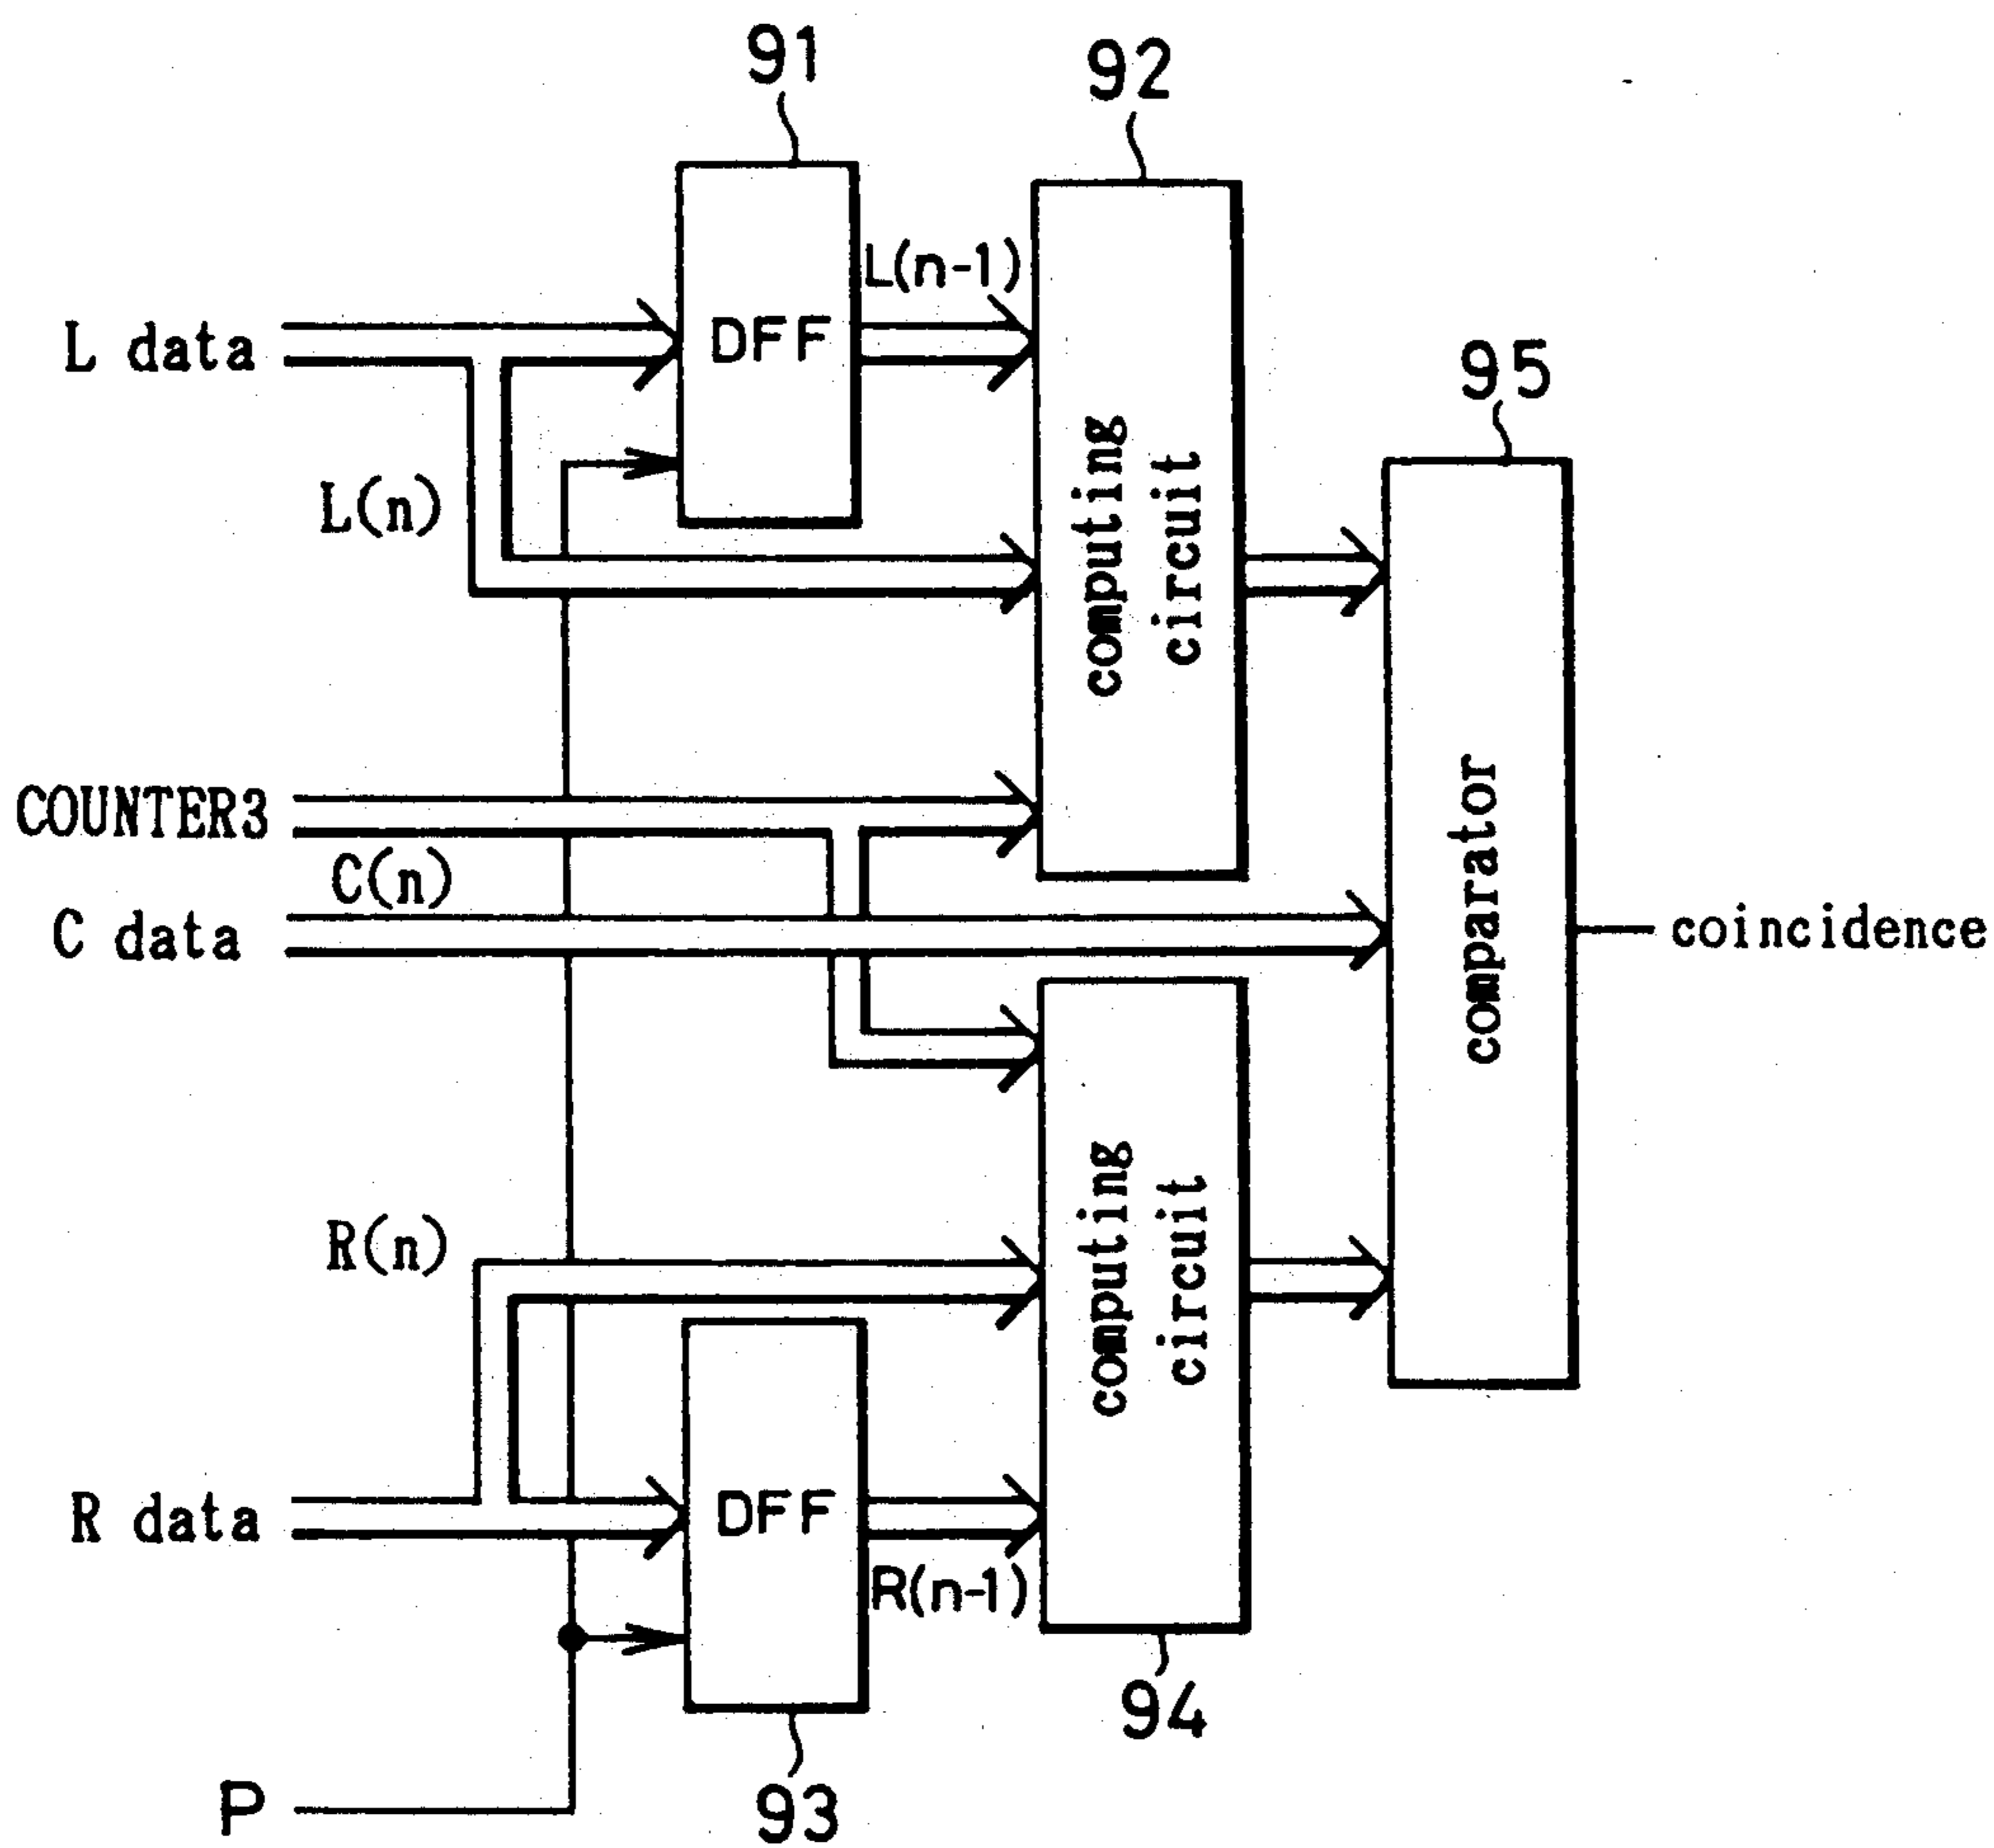 91
92
L(n-1)
L data
DFF
95
L(n)
computing
circuit
COUNTER3
C(n)
C data
comparator
coincidence
R(n)
computing
circuit
R data
DFF
R(n-1)
94
P
93